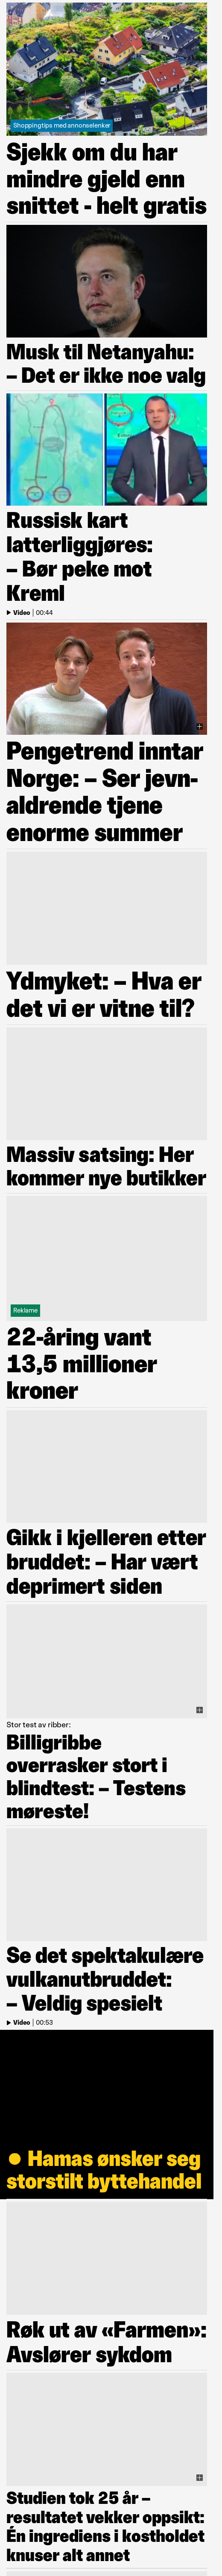 Shoppingtips med annonselenker
Sjekk om du har
mindre gjeld enn
snittet - helt gratis
Musk til Netanyahu:
– Det er ikke noe valg
Russisk kart
latterliggjøres:
– Bør peke mot
Kreml
Video | 00:44
Pengetrend inntar
Norge: – Ser jevn-
aldrende tjene
enorme summer
Ydmyket: – Hva er
det vi er vitne til?
Massiv satsing: Her
kommer nye butikker
Reklame
22-åring vant
13,5 millioner
kroner
Gikk i kjelleren etter
bruddet: – Har vært
deprimert siden
Stor test av ribber:
Billigribbe
overrasker stort i
blindtest: – Testens
møreste!
Se det spektakulære
vulkanutbruddet:
– Veldig spesielt
Video | 00:53
● Hamas ønsker seg
storstilt byttehandel
Røk ut av «Farmen»:
Avslører sykdom
Studien tok 25 år –
resultatet vekker oppsikt:
Én ingrediens i kostholdet
knuser alt annet